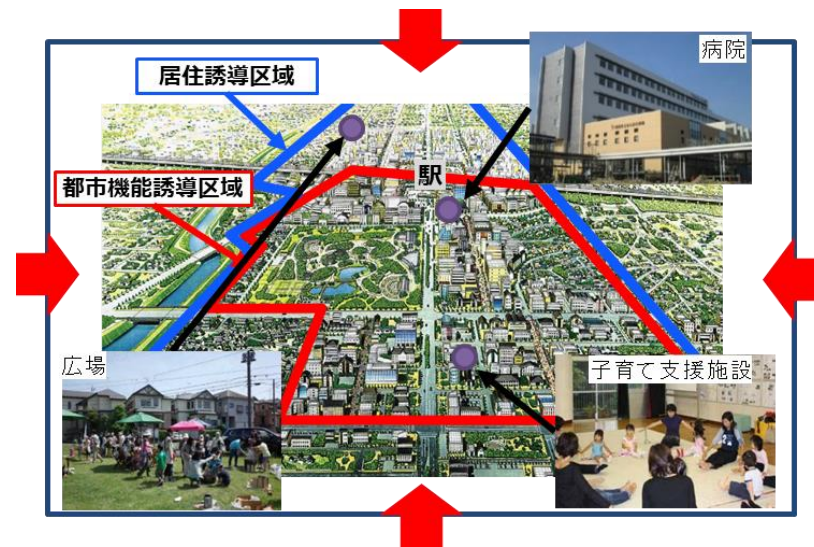 病院
居住誘導区域
駅
都市機能誘導区域
広場
子育て支援施設